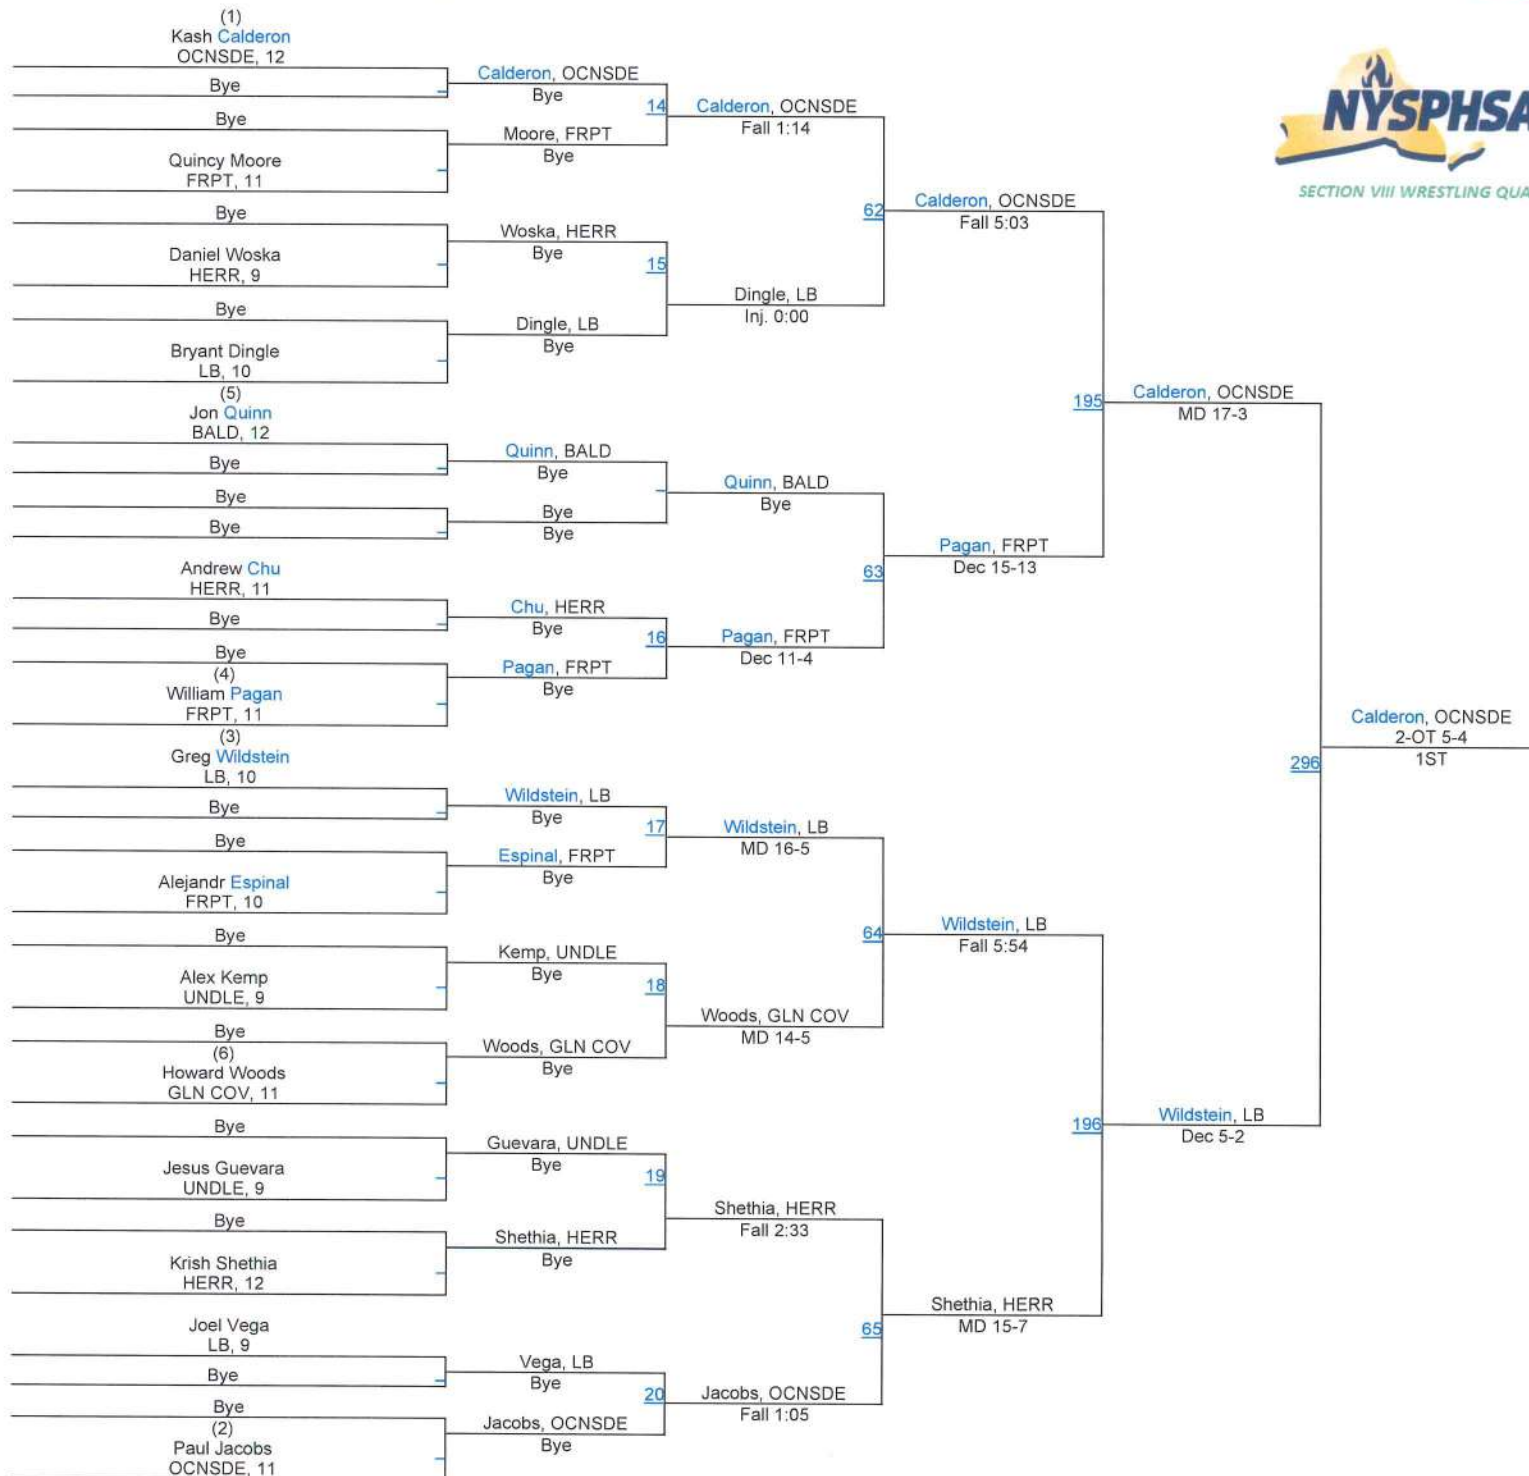 (1)
Kash Calderon
OCNSDE, 12
Bye
Bye
Quincy Moore
FRPT, 11
Bye
Daniel Woska
HERR, 9
Bye
Bryant Dingle
LB, 10
(5)
Jon Quinn
BALD, 12
Bye
Bye
Bye
Andrew Chu
HERR, 11
Bye
Bye
(4)
William Pagan
FRPT, 11
(3)
Greg Wildstein
LB, 10
Bye
Bye
Alejandr Espinal
FRPT, 10
Bye
Alex Kemp
UNDLE, 9
Bye
(6)
Howard Woods
GLN COV, 11
Bye
Jesus Guevara
UNDLE, 9
Bye
Krish Shethia
HERR, 12
Joel Vega
LB, 9
Bye
Bye
(2)
Paul Jacobs
OCNSDE, 11
Calderon, OCNSDE
Bye
14
Moore, FRPT
Bye
Woska, HERR
Bye
15
Dingle, LB
Bye
Quinn, BALD
Bye
Bye
Bye
Chu, HERR
Bye
16
Pagan, FRPT
Bye
Wildstein, LB
Bye
17
Espinal, FRPT
Bye
Kemp, UNDLE
Bye
18
Woods, GLN COV
Bye
Guevara, UNDLE
Bye
19
Shethia, HERR
Bye
Vega, LB
Bye
20
Jacobs, OCNSDE
Bye
Calderon, OCNSDE
Fall 1:14
62
Dingle, LB
Inj. 0:00
Quinn, BALD
Bye
63
Pagan, FRPT
Dec 11-4
Wildstein, LB
MD 16-5
64
Woods, GLN COV
MD 14-5
Shethia, HERR
Fall 2:33
65
Jacobs, OCNSDE
Fall 1:05
Calderon, OCNSDE
Fall 5:03
195
Pagan, FRPT
Dec 15-13
Wildstein, LB
Fall 5:54
196
Shethia, HERR
MD 15-7
Calderon, OCNSDE
MD 17-3
296
Wildstein, LB
Dec 5-2
Calderon, OCNSDE
2-OT 5-4
1ST
NYSPHSA
SECTION VIII WRESTLING QUA